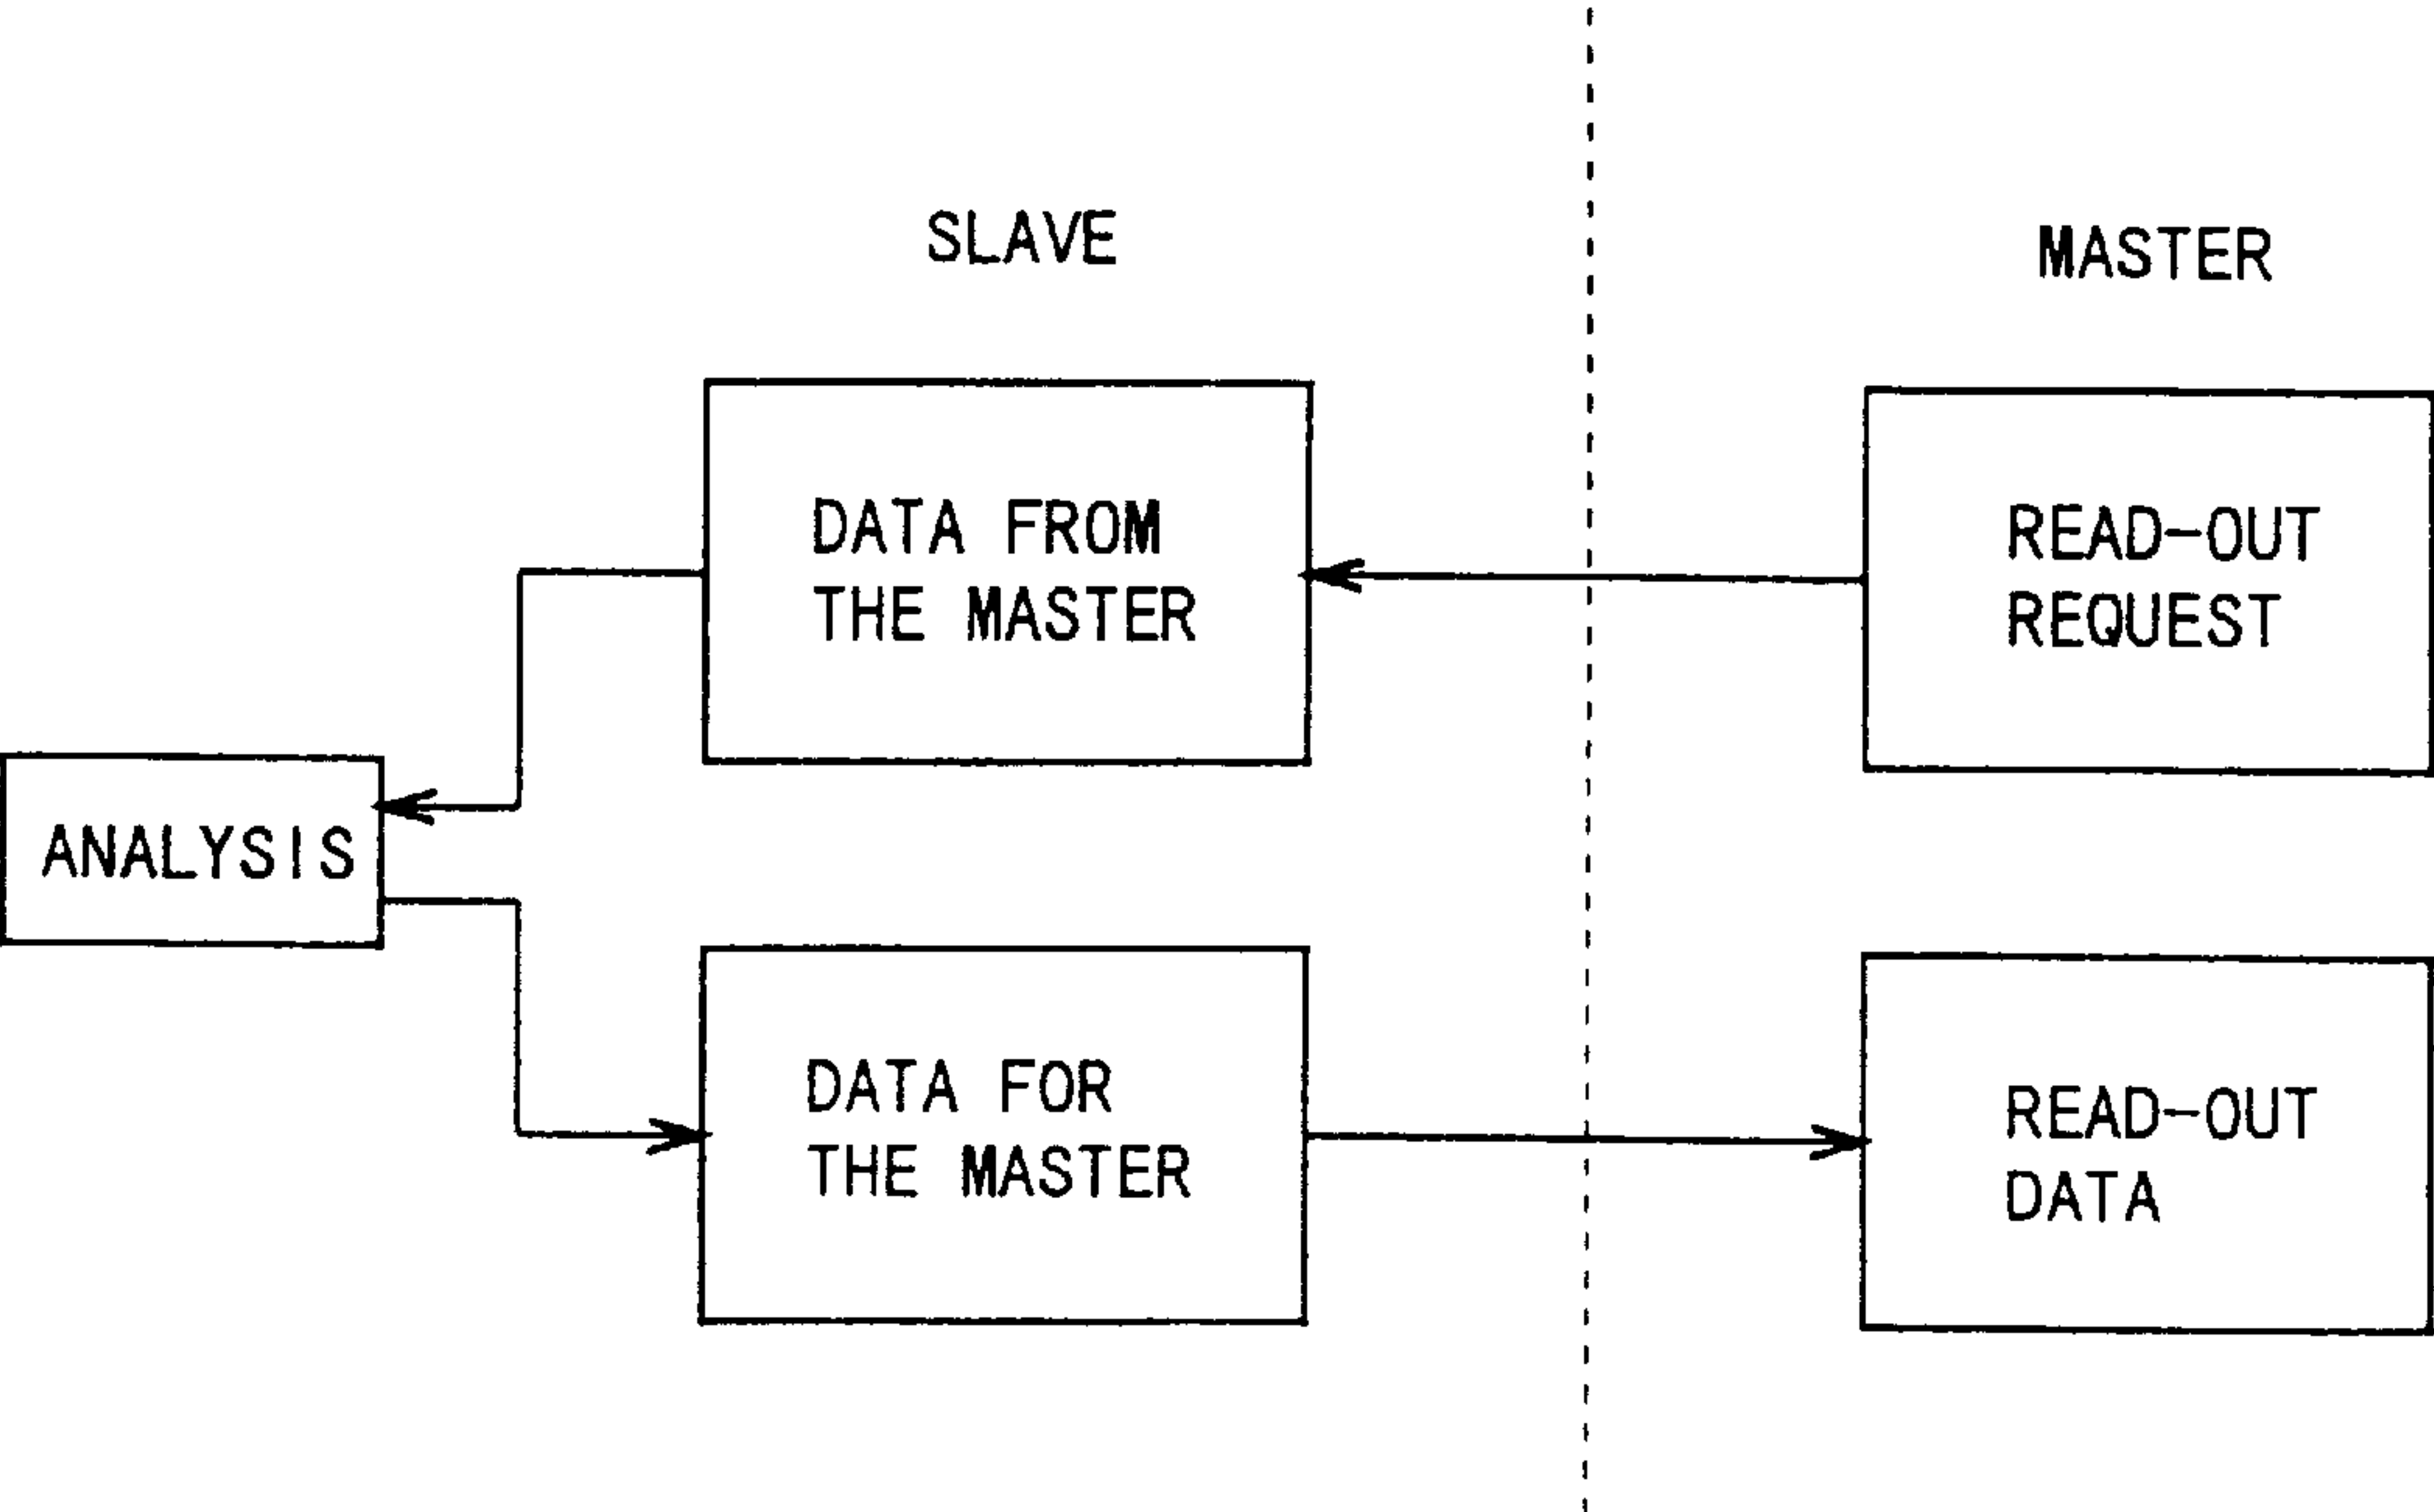 SLAVE
MASTER
DATA FROM
THE MASTER
READ-OUT
REQUEST
ANALYSIS
DATA FOR
THE MASTER
READ-OUT
DATA